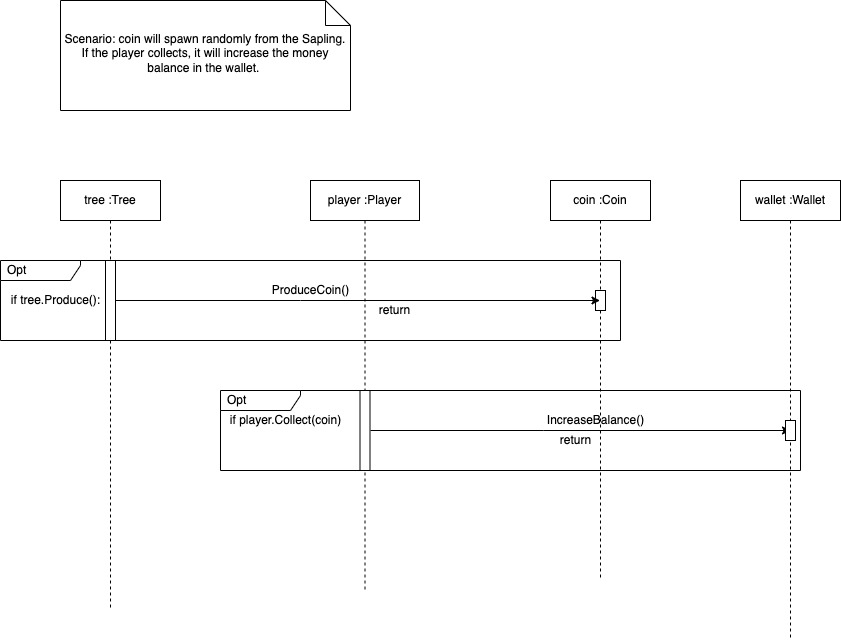 Scenario: coin will spawn randomly from the Sapling.
If the player collects, it will increase the money
balance in the wallet.
tree :Tree
player :Player
coin :Coin
wallet :Wallet
Opt
if tree.Produce():
ProduceCoin()
return
Opt
if player.Collect(coin)
IncreaseBalance()
return